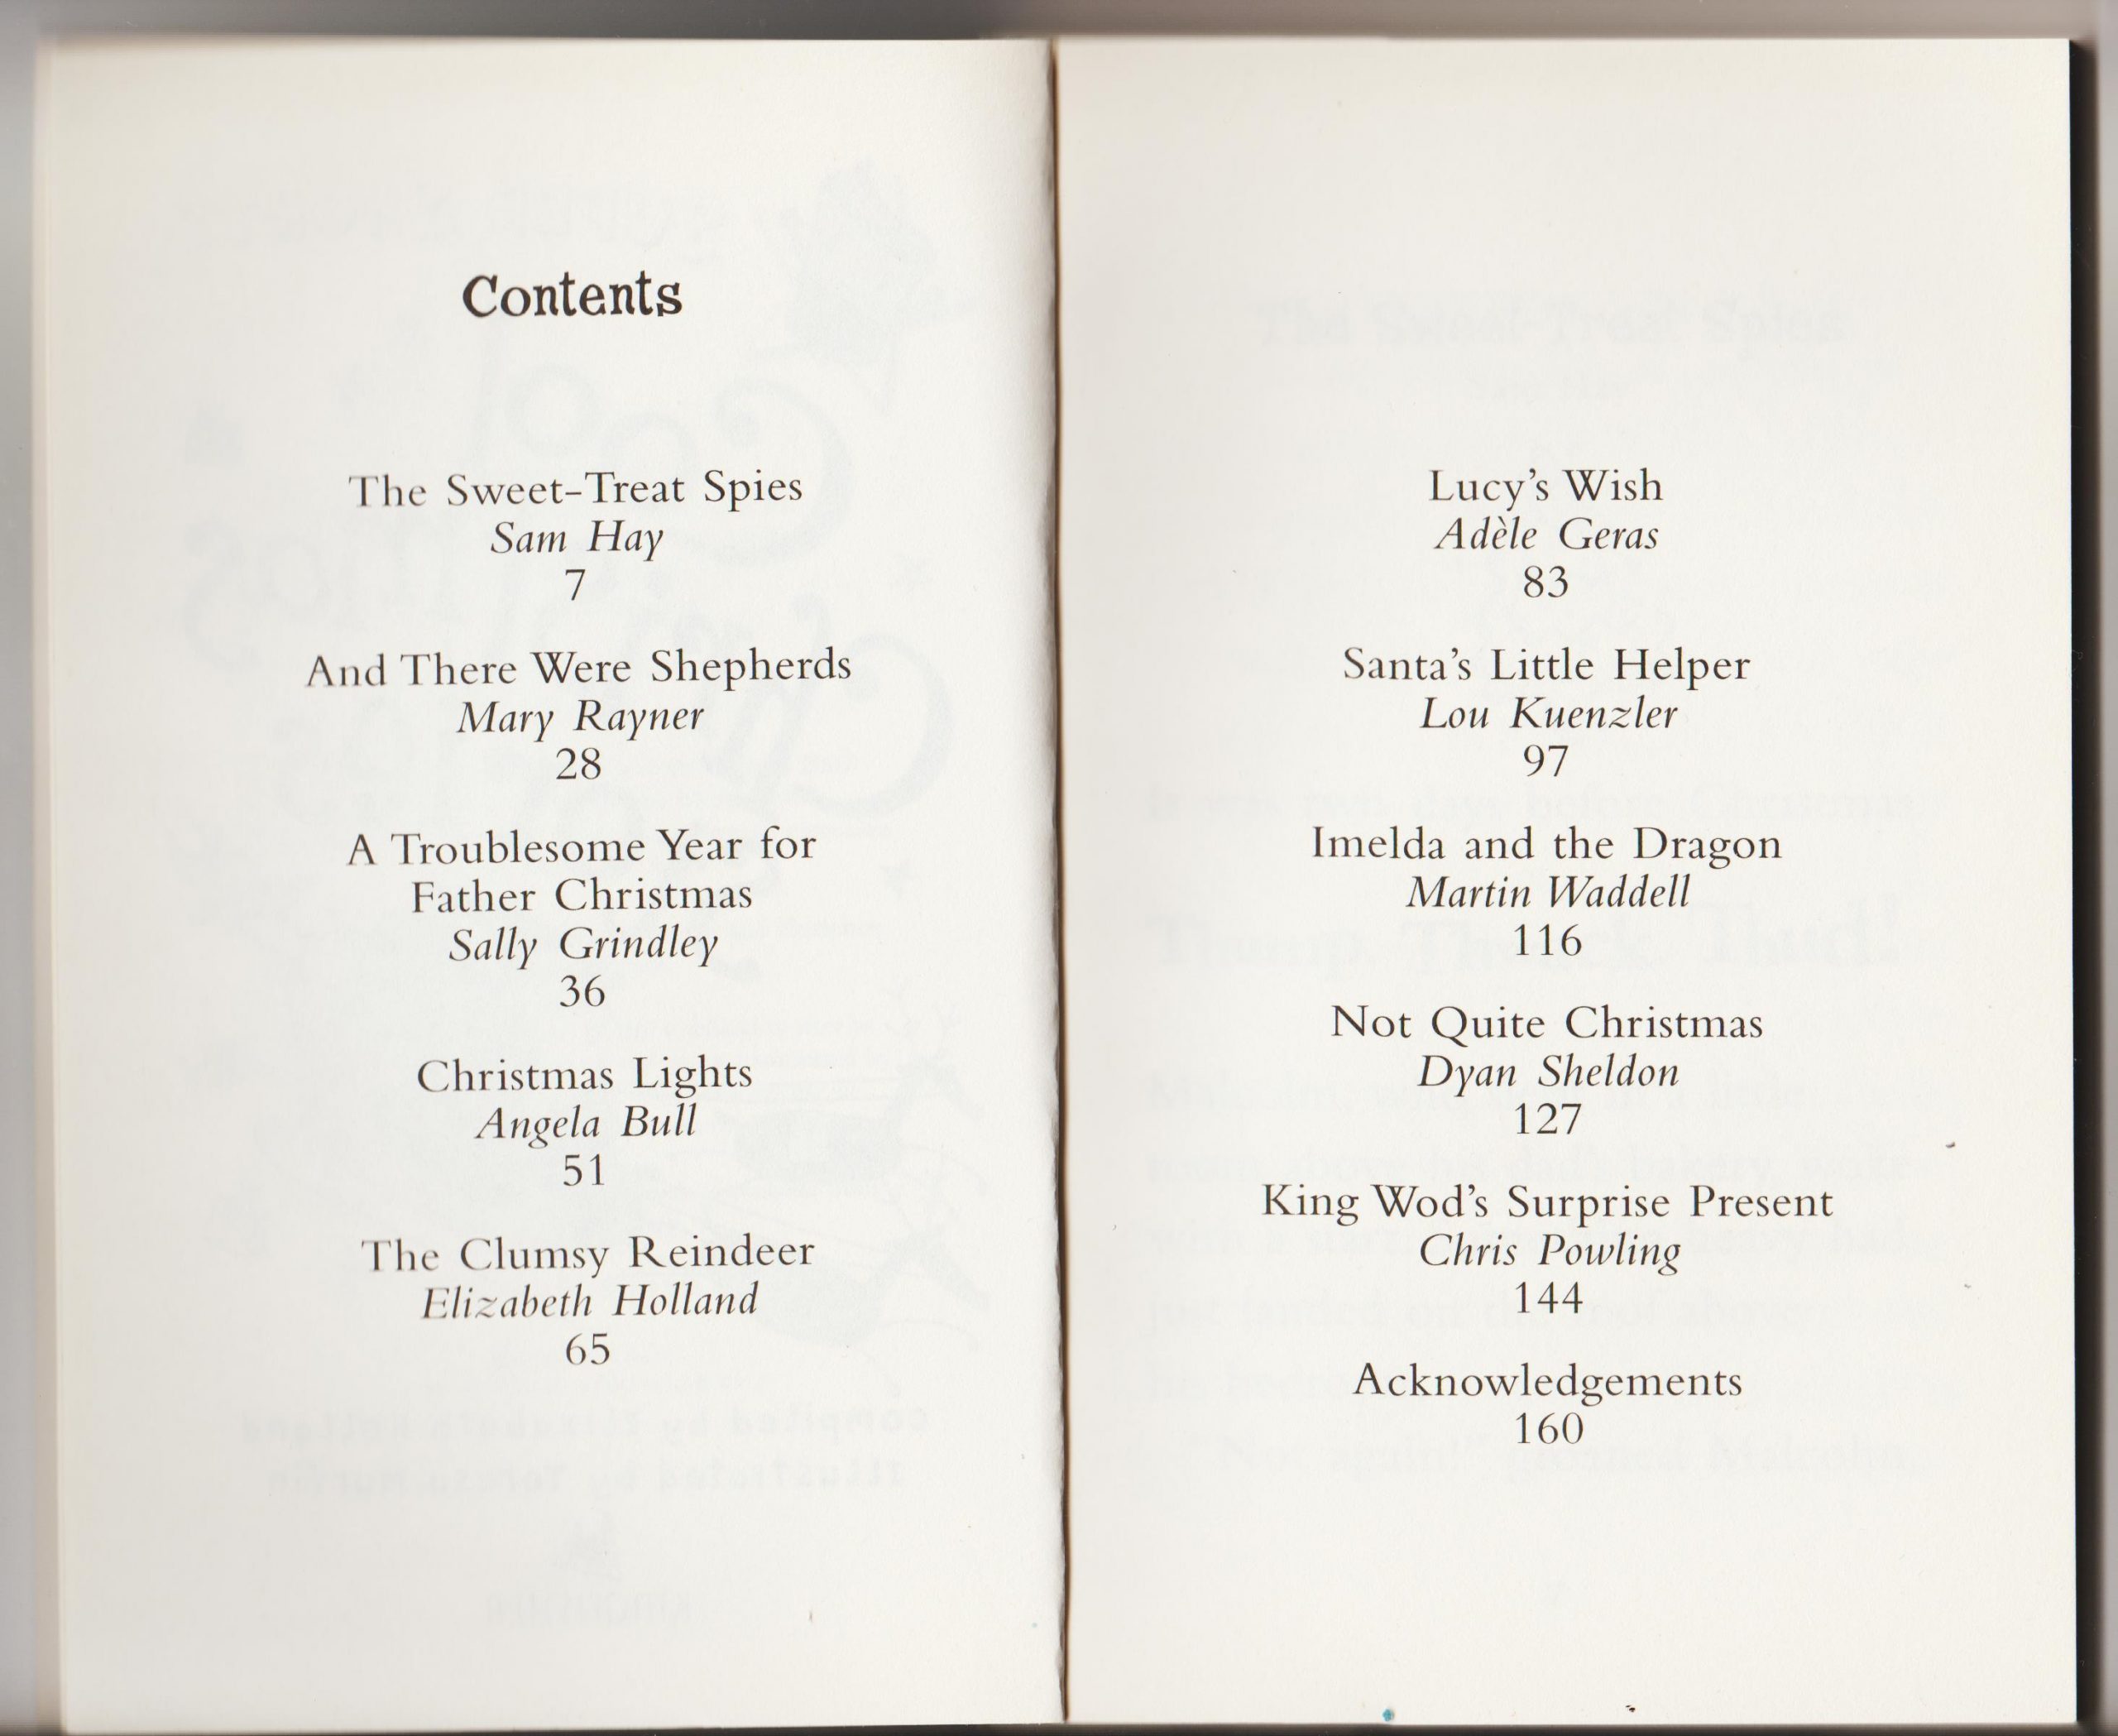 Contents
The Sweet-Treat Spies
Sam Hay
7
And There Were Shepherds
Mary Rayner
28
A Troublesome Year for
Father Christmas
Sally Grindley
36
Christmas Lights
Angela Bull
51
The Clumsy Reindeer
Elizabeth Holland
65
Lucy’s Wish
Adèle Geras
83
Santa’s Little Helper
Lou Kuenzler
97
Imelda and the Dragon
Martin Waddell
116
Not Quite Christmas
Dyan Sheldon
127
King Wod’s Surprise Present
Chris Powling
144
Acknowledgements
160